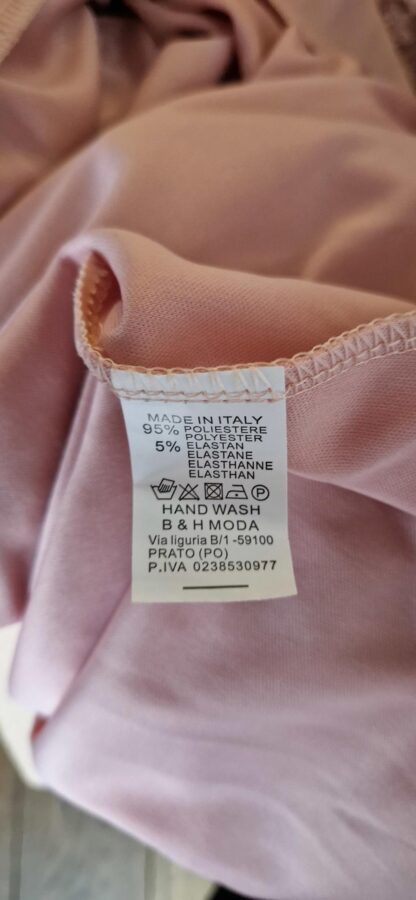 MADE IN ITALY
95% POLIESTERE
POLYESTER
5% ELASTAN
ELASTANE
ELASTHANNE
ELASTHAN
HAND WASH
B & H MODA
Via liguria B/1 -59100
PRATO (PO)
P.IVA 0238530977